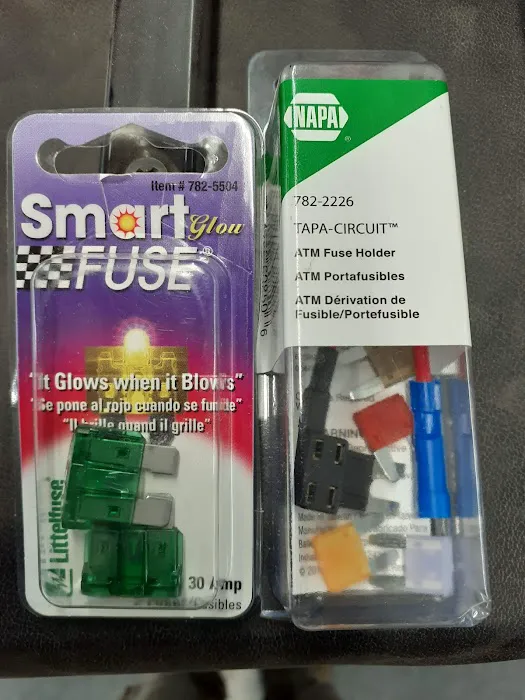 Item # 782-5504
Smart Glow
FUSE®
"It Glows when it Blows"
"Se pone al rojo cuando se funde"
"Il brille quand il grille"
Littelfuse
30 Amp
NAPA®
782-2226
TAPA-CIRCUIT™
ATM Fuse Holder
ATM Portafusibles
ATM Dérivation de
Fusible/Portefusible